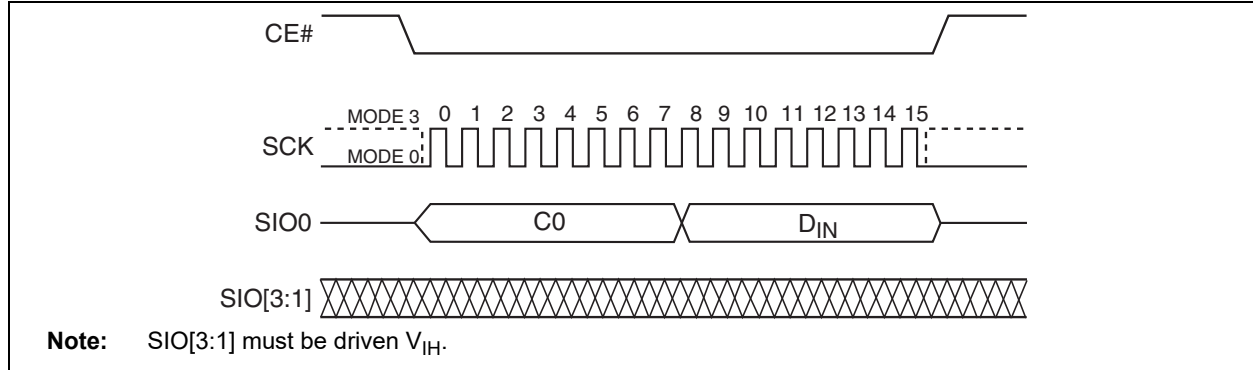 CE#
MODE 3 0 1 2 3 4 5 6 7 8 9 10 11 12 13 14 15
SCK
MODE 0
SIO0 C0 DIN
SIO[3:1]
Note: SIO[3:1] must be driven VIH.